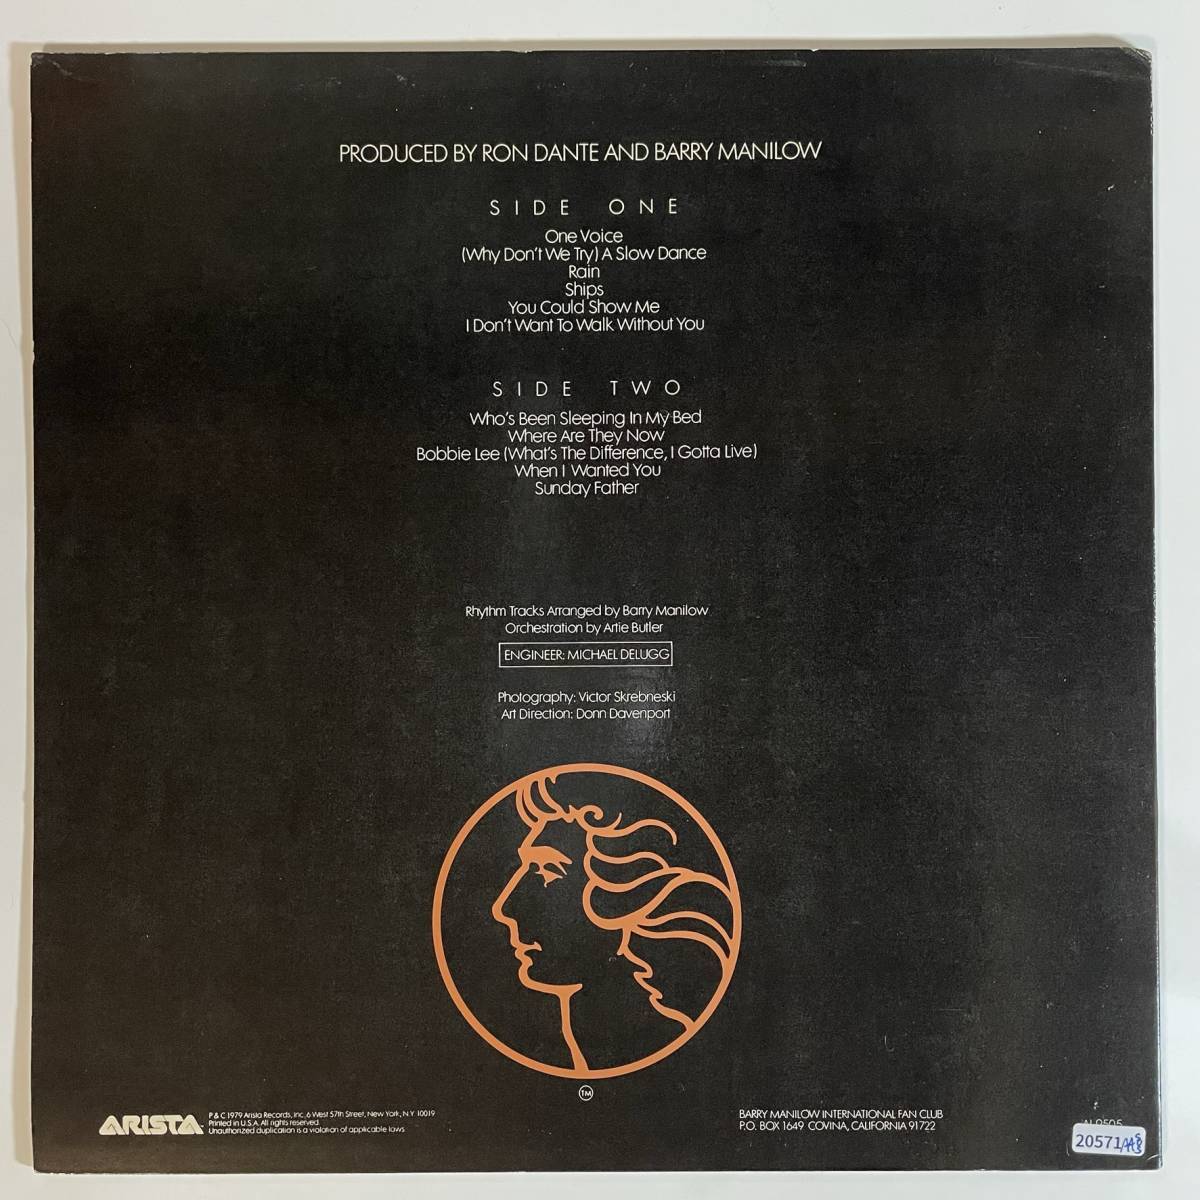 PRODUCED BY RON DANTE AND BARRY MANILOW
SIDE ONE
One Voice
(Why Don't We Try) A Slow Dance
Rain
Ships
You Could Show Me
I Don't Want To Walk Without You
SIDE TWO
Who's Been Sleeping In My Bed
Where Are They Now
Bobbie Lee (What's The Difference, I Gotta Live)
When I Wanted You
Sunday Father
Rhythm Tracks Arranged by Barry Manilow
Orchestration by Artie Butler
ENGINEER: MICHAEL DELUGG
Photography: Victor Skrebneski
Art Direction: Donn Davenport
TM
ARISTA
P & C 1979 Arista Records, Inc. 6 West 57th Street, New York, N.Y. 10019
Printed in U.S.A. All rights reserved.
Unauthorized duplication is a violation of applicable laws
BARRY MANILOW INTERNATIONAL FAN CLUB
P.O. BOX 1649 COVINA, CALIFORNIA 91722
20571